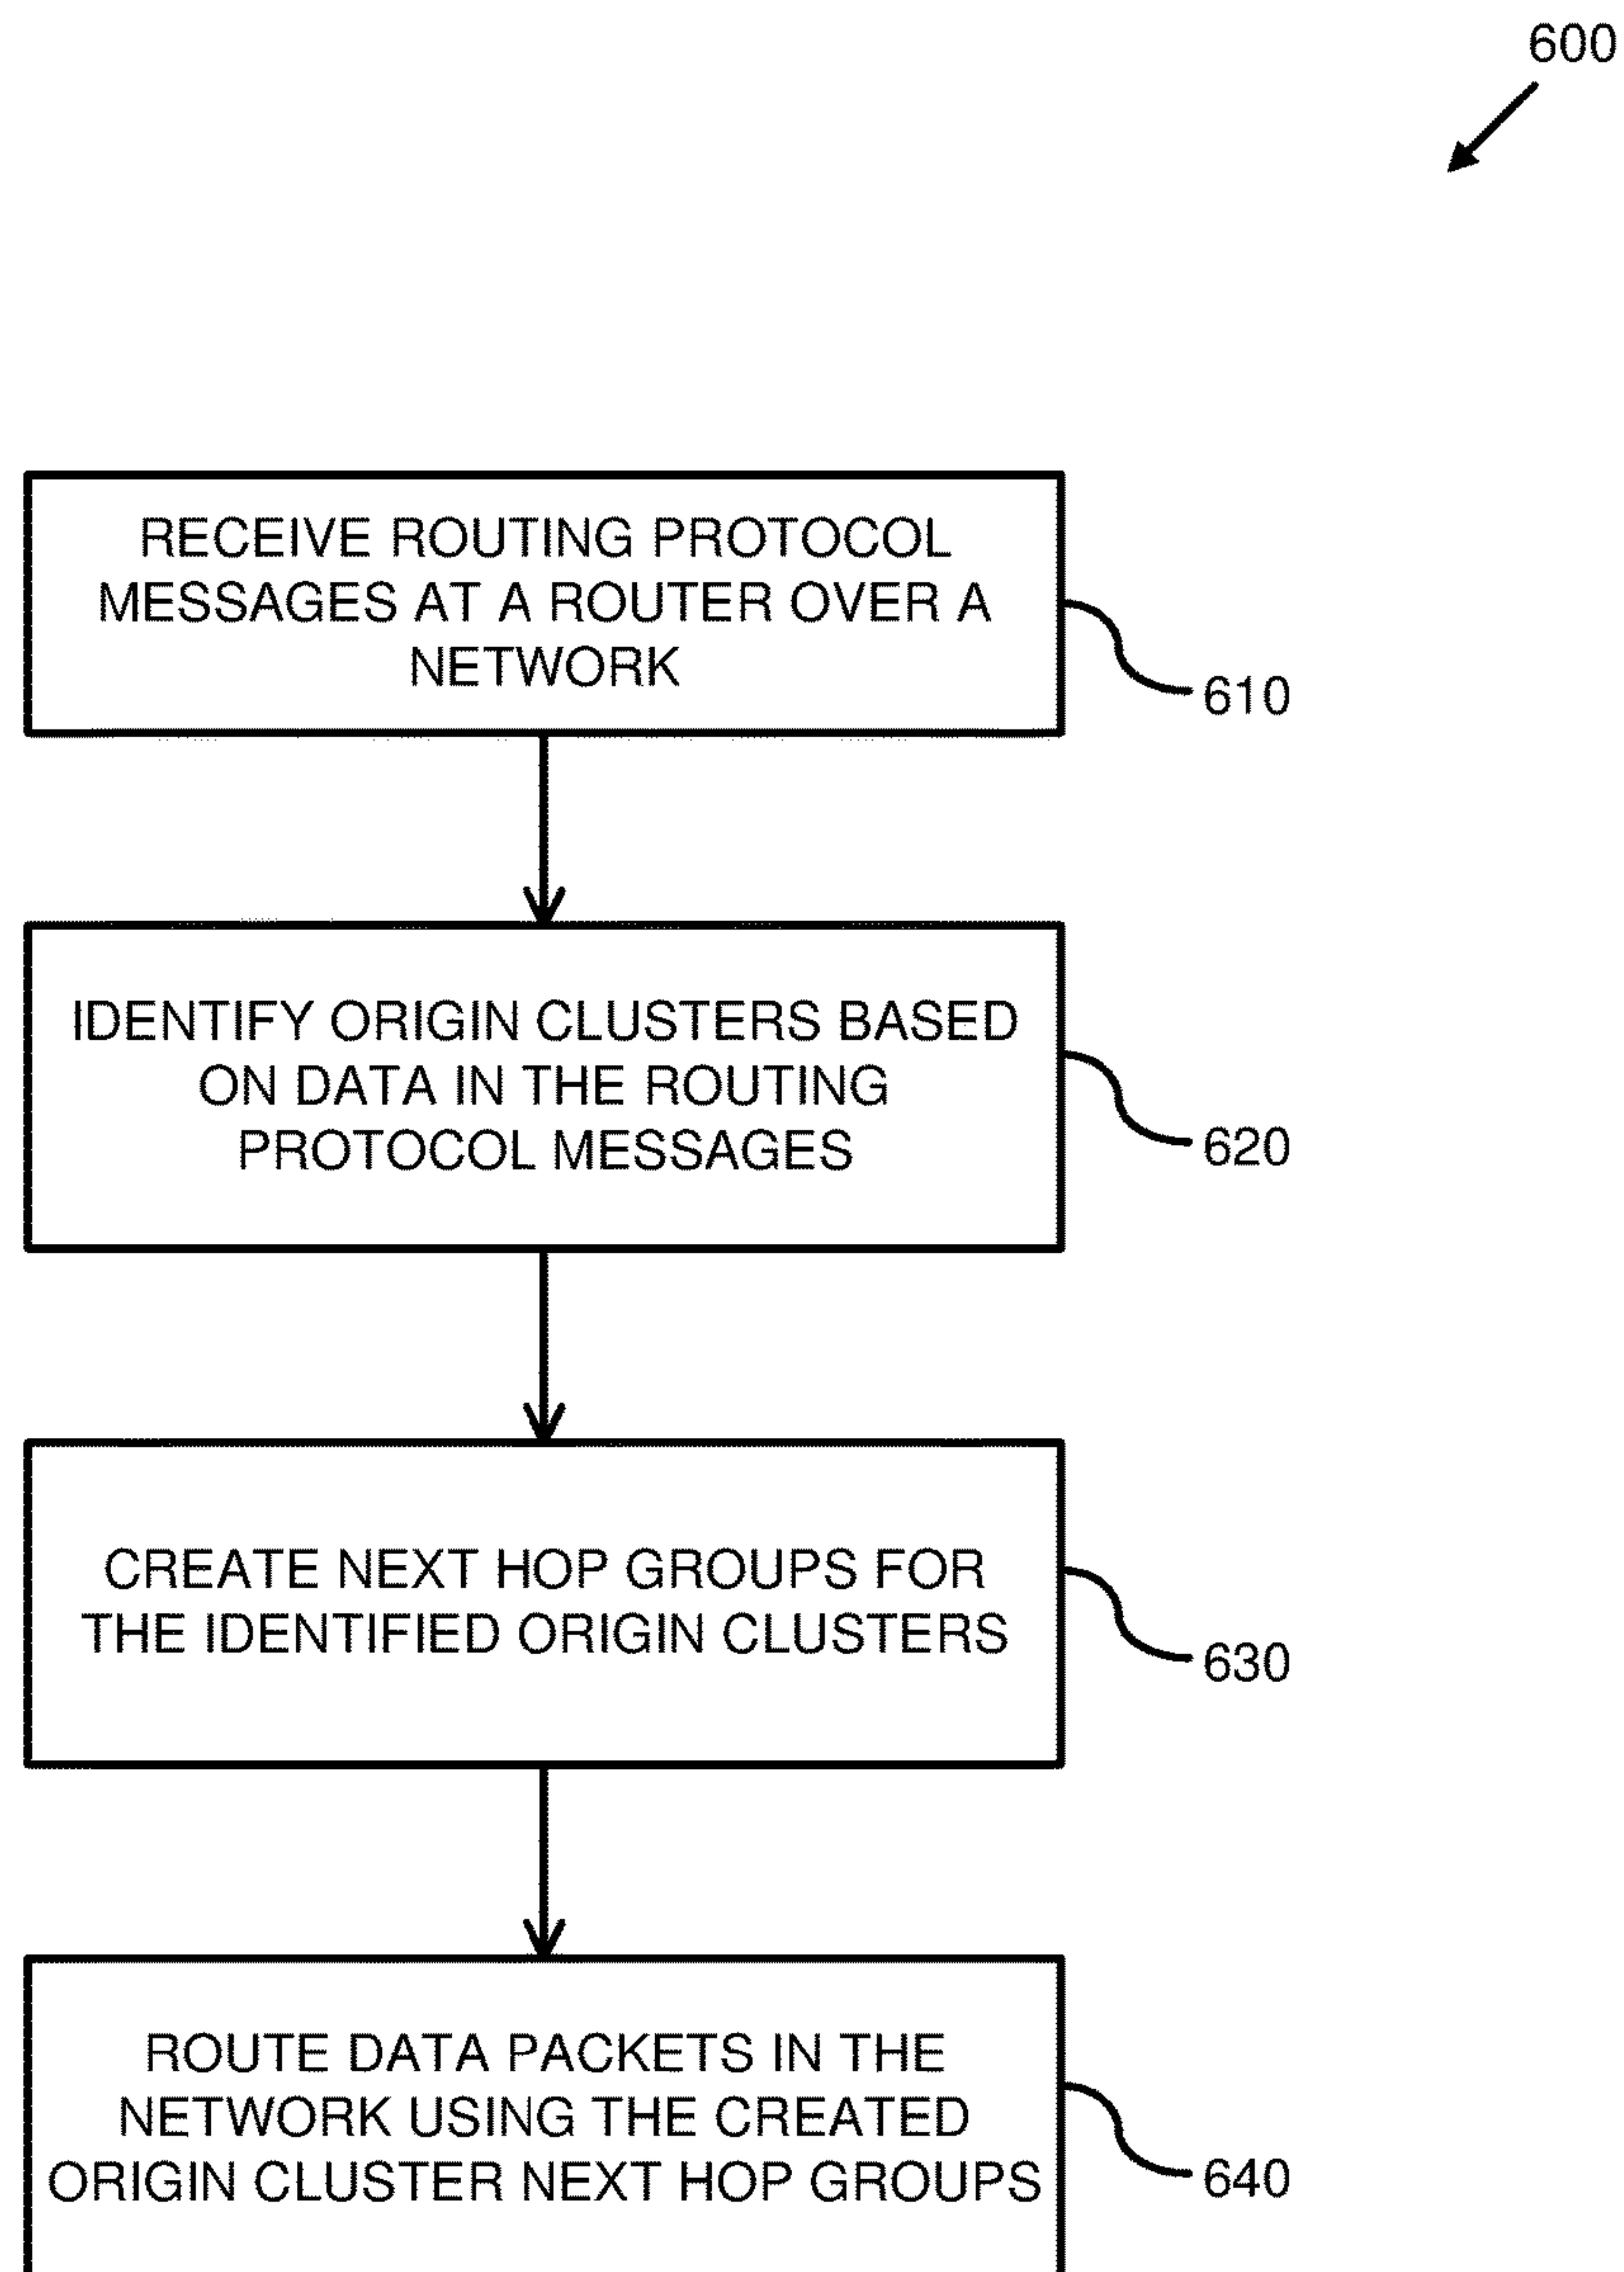 600
RECEIVE ROUTING PROTOCOL
MESSAGES AT A ROUTER OVER A
NETWORK
610
IDENTIFY ORIGIN CLUSTERS BASED
ON DATA IN THE ROUTING
PROTOCOL MESSAGES
620
CREATE NEXT HOP GROUPS FOR
THE IDENTIFIED ORIGIN CLUSTERS
630
ROUTE DATA PACKETS IN THE
NETWORK USING THE CREATED
ORIGIN CLUSTER NEXT HOP GROUPS
640